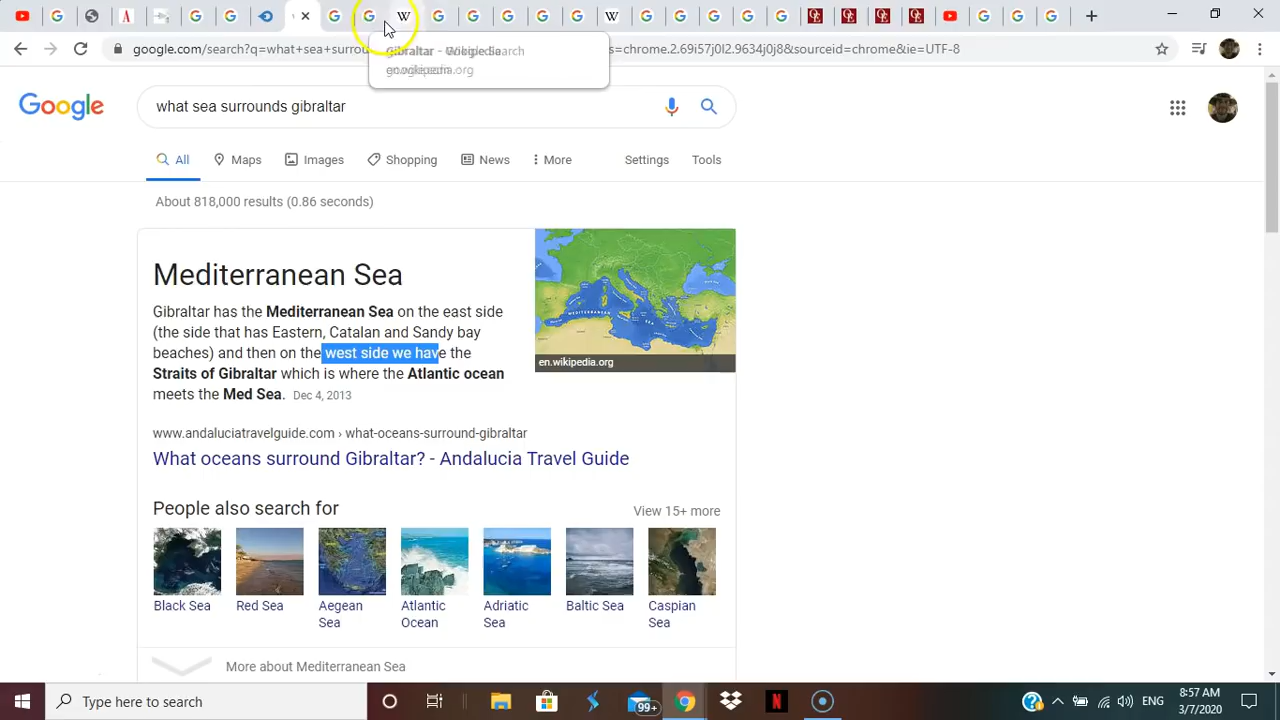 google.com/search?q=what+sea+surrou
s=chrome.2.69i57j0l2.9634j0j8&sourceid=chrome&ie=UTF-8
Gibraltar - Search
.org
Google
what sea surrounds gibraltar
All
Maps
Images
Shopping
News
More
Settings
Tools
About 818,000 results (0.86 seconds)
Mediterranean Sea
Gibraltar has the Mediterranean Sea on the east side
(the side that has Eastern, Catalan and Sandy bay
beaches) and then on the west side we have the
Straits of Gibraltar which is where the Atlantic ocean
meets the Med Sea. Dec 4, 2013
MEDITERRANEAN SEA
en.wikipedia.org
www.andaluciatravelguide.com › what-oceans-surround-gibraltar
What oceans surround Gibraltar? - Andalucia Travel Guide
People also search for
View 15+ more
Black Sea
Red Sea
Aegean Sea
Atlantic Ocean
Adriatic Sea
Baltic Sea
Caspian Sea
More about Mediterranean Sea
Type here to search
99+
ENG
8:57 AM
3/7/2020